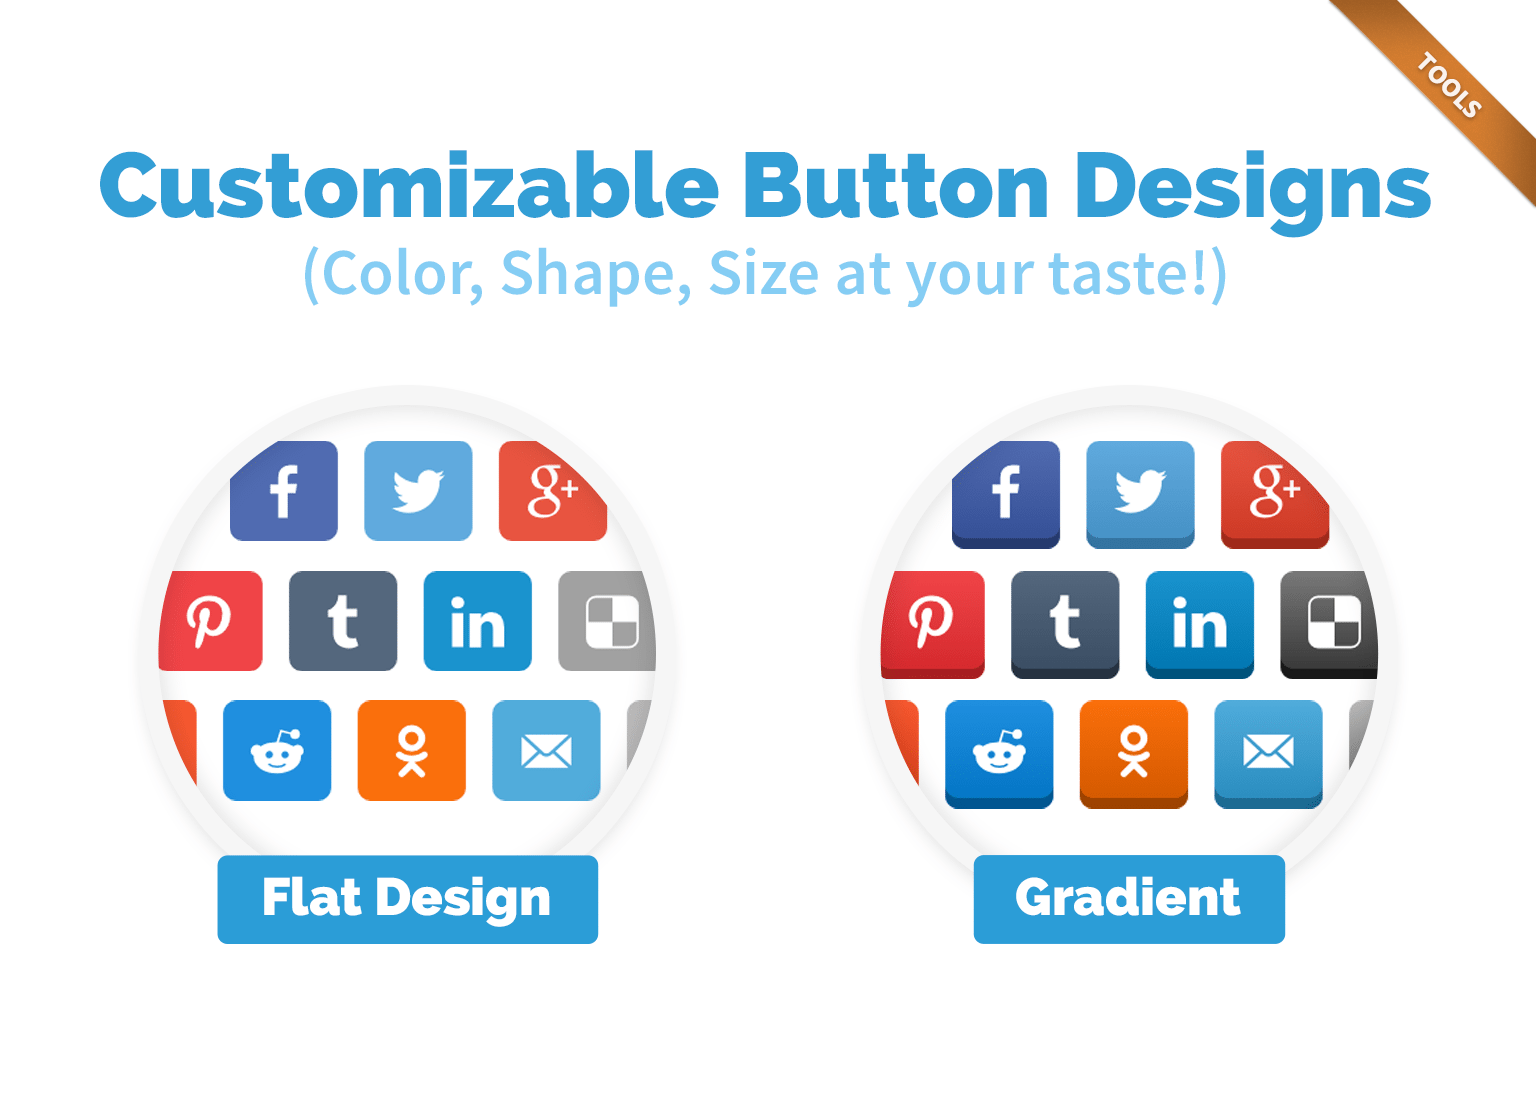 TOOLS
Customizable Button Designs
(Color, Shape, Size at your taste!)
f g+
t in
Flat Design
f g+
t in
Gradient